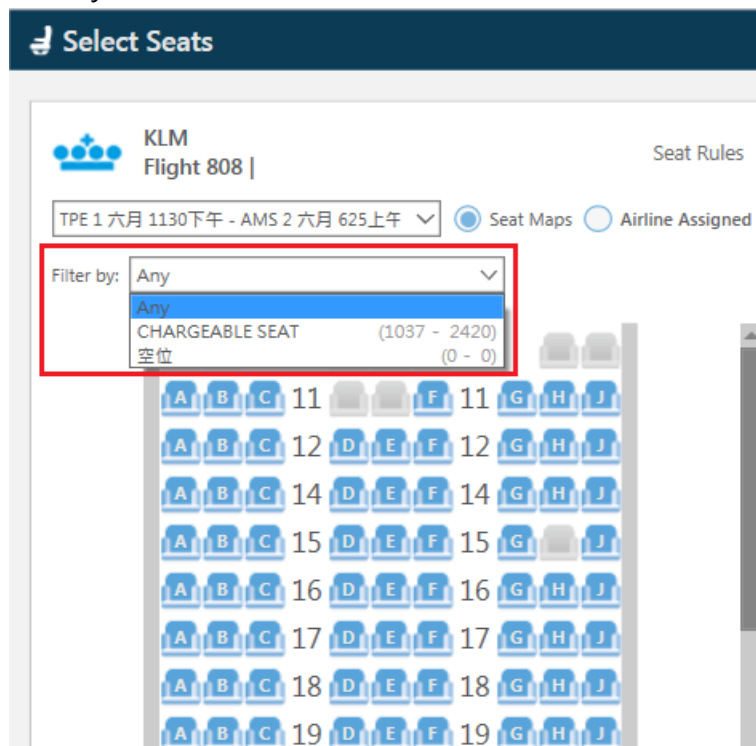 Select Seats
KLM
Flight 808 |
Seat Rules
TPE 1 六月 1130下午 - AMS 2 六月 625上午
Seat Maps
Airline Assigned
Filter by: Any
Any
CHARGEABLE SEAT (1037 - 2420)
空位 (0 - 0)
A B C 11 F 11 G H J
A B C 12 D E F 12 G H J
A B C 14 D E F 14 G H J
A B C 15 D E F 15 G J
A B C 16 D E F 16 G H J
A B C 17 D E F 17 G H J
A B C 18 D E F 18 G H J
A B C 19 D E F 19 G H J